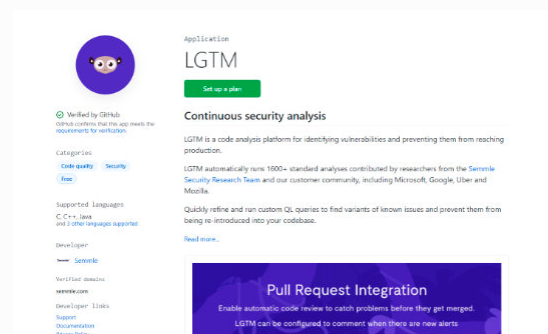 Application
LGTM
Set up a plan
Verified by GitHub
GitHub confirms that this app meets the
requirements for verification.
Categories
Code quality
Security
Free
Supported languages
C, C++, Java
and 3 other languages supported
Developer
Semmle
Verified domains
semmle.com
Developer links
Support
Documentation
Continuous security analysis
LGTM is a code analysis platform for identifying vulnerabilities and preventing them from reaching
production.
LGTM automatically runs 1600+ standard analyses contributed by researchers from the Semmle
Security Research Team and our customer community, including Microsoft, Google, Uber and
Mozilla.
Quickly refine and run custom QL queries to find variants of known issues and prevent them from
being re-introduced into your codebase.
Read more...
Pull Request Integration
Enable automatic code review to catch problems before they get merged.
LGTM can be configured to comment when there are new alerts